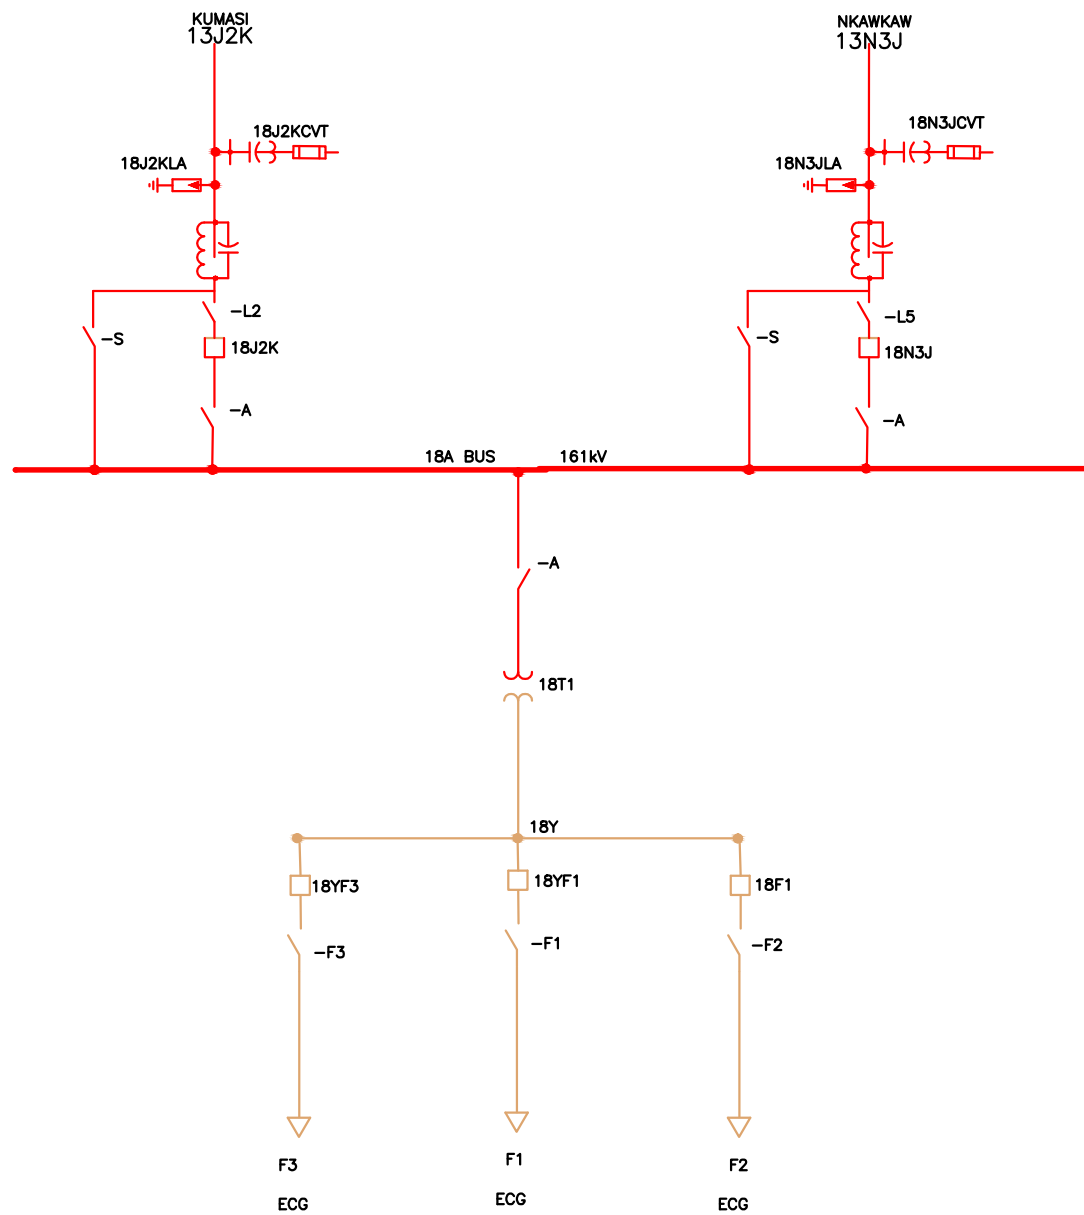 KUMASI
13J2K
NKAWKAW
13N3J
18J2KCVT
18N3JCVT
18J2KLA
18N3JLA
-L2
-L5
-S
18J2K
-S
18N3J
-A
-A
18A BUS
161kV
-A
18T1
18Y
18YF3
18YF1
18F1
-F3
-F1
-F2
F3
F1
F2
ECG
ECG
ECG